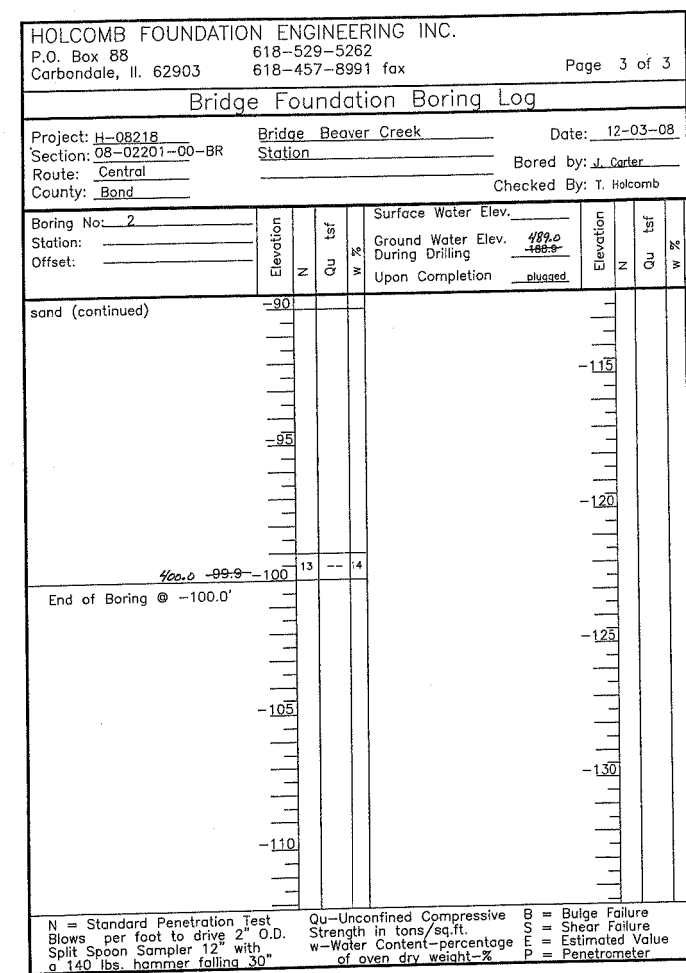 HOLCOMB FOUNDATION ENGINEERING INC.
P.O. Box 88 618-529-5262
Carbondale, Il. 62903 618-457-8991 fax Page 3 of 3
Bridge Foundation Boring Log
Project: H-08218 Bridge Beaver Creek Date: 12-03-08
Section: 08-02201-00-BR Station
Route: Central Bored by: J. Carter
County: Bond Checked By: T. Holcomb
Boring No: 2 Surface Water Elev.
Station: Ground Water Elev. 489.0
Offset: During Drilling 188.9
Upon Completion plugged
Elevation N Qu tsf w % Elevation N Qu tsf w %
sand (continued) -90
-115
-95
-120
400.0 -99.9 -100 13 -- 14
End of Boring @ -100.0'
-125
-105
-130
-110
N = Standard Penetration Test
Blows per foot to drive 2" O.D.
Split Spoon Sampler 12" with
a 140 lbs. hammer falling 30"
Qu-Unconfined Compressive
Strength in tons/sq.ft.
w-Water Content-percentage
of oven dry weight-%
B = Bulge Failure
S = Shear Failure
E = Estimated Value
P = Penetrometer